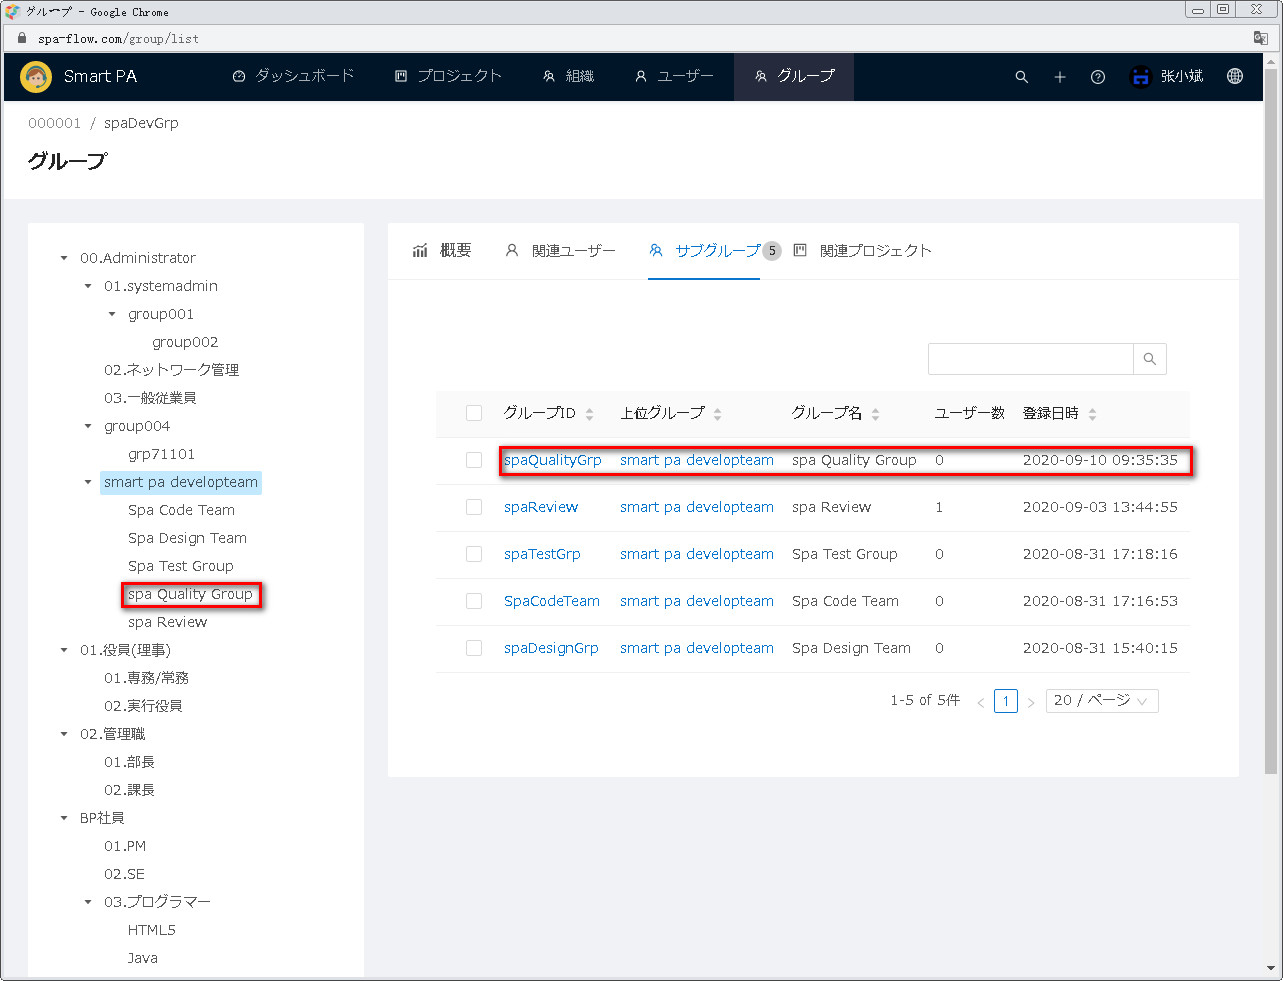 グループ - Google Chrome
spa-flow.com/group/list
Smart PA ダッシュボード プロジェクト 組織 ユーザー グループ 张小斌
000001 / spaDevGrp
グループ
00.Administrator
01.systemadmin
group001
group002
02.ネットワーク管理
03.一般従業員
group004
grp71101
smart pa developteam
Spa Code Team
Spa Design Team
Spa Test Group
spa Quality Group
spa Review
01.役員(理事)
01.専務/常務
02.実行役員
02.管理職
01.部長
02.課長
BP社員
01.PM
02.SE
03.プログラマー
HTML5
Java
概要 関連ユーザー サブグループ 5 関連プロジェクト
グループID 上位グループ グループ名 ユーザー数 登録日時
spaQualityGrp smart pa developteam spa Quality Group 0 2020-09-10 09:35:35
spaReview smart pa developteam spa Review 1 2020-09-03 13:44:55
spaTestGrp smart pa developteam Spa Test Group 0 2020-08-31 17:18:16
SpaCodeTeam smart pa developteam Spa Code Team 0 2020-08-31 17:16:53
spaDesignGrp smart pa developteam Spa Design Team 0 2020-08-31 15:40:15
1-5 of 5件 < 1 > 20 / ページ